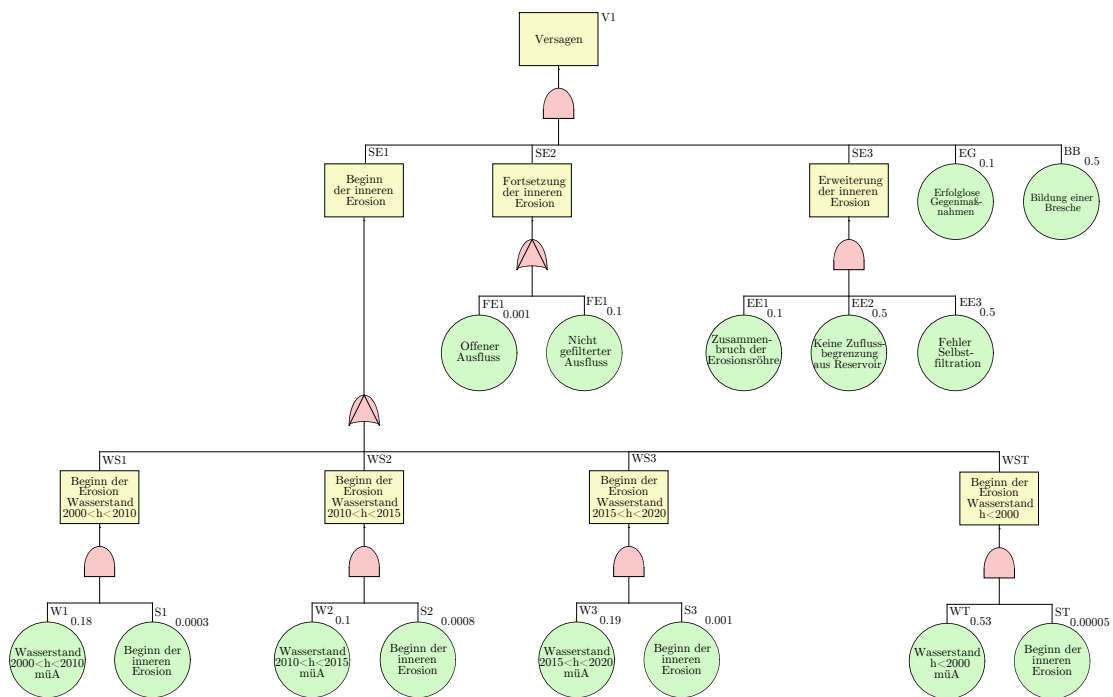 V1
Versagen
SE1
SE2
SE3
EG
0.1
BB
0.5
Beginn
der inneren
Erosion
Fortsetzung
der inneren
Erosion
Erweiterung
der inneren
Erosion
Erfolglose
Gegenmaß-
nahmen
Bildung einer
Bresche
FE1
0.001
FE1
0.1
EE1
0.1
EE2
0.5
EE3
0.5
Offener
Ausfluss
Nicht
gefilterter
Ausfluss
Zusammen-
bruch der
Erosionsröhre
Keine Zufluss-
begrenzung
aus Reservoir
Fehler
Selbst-
filtration
WS1
WS2
WS3
WST
Beginn der
Erosion
Wasserstand
2000<h<2010
Beginn der
Erosion
Wasserstand
2010<h<2015
Beginn der
Erosion
Wasserstand
2015<h<2020
Beginn der
Erosion
Wasserstand
h<2000
W1
0.18
S1
0.0003
W2
0.1
S2
0.0008
W3
0.19
S3
0.001
WT
0.53
ST
0.00005
Wasserstand
2000<h<2010
müA
Beginn der
inneren
Erosion
Wasserstand
2010<h<2015
müA
Beginn der
inneren
Erosion
Wasserstand
2015<h<2020
müA
Beginn der
inneren
Erosion
Wasserstand
h<2000
müA
Beginn der
inneren
Erosion